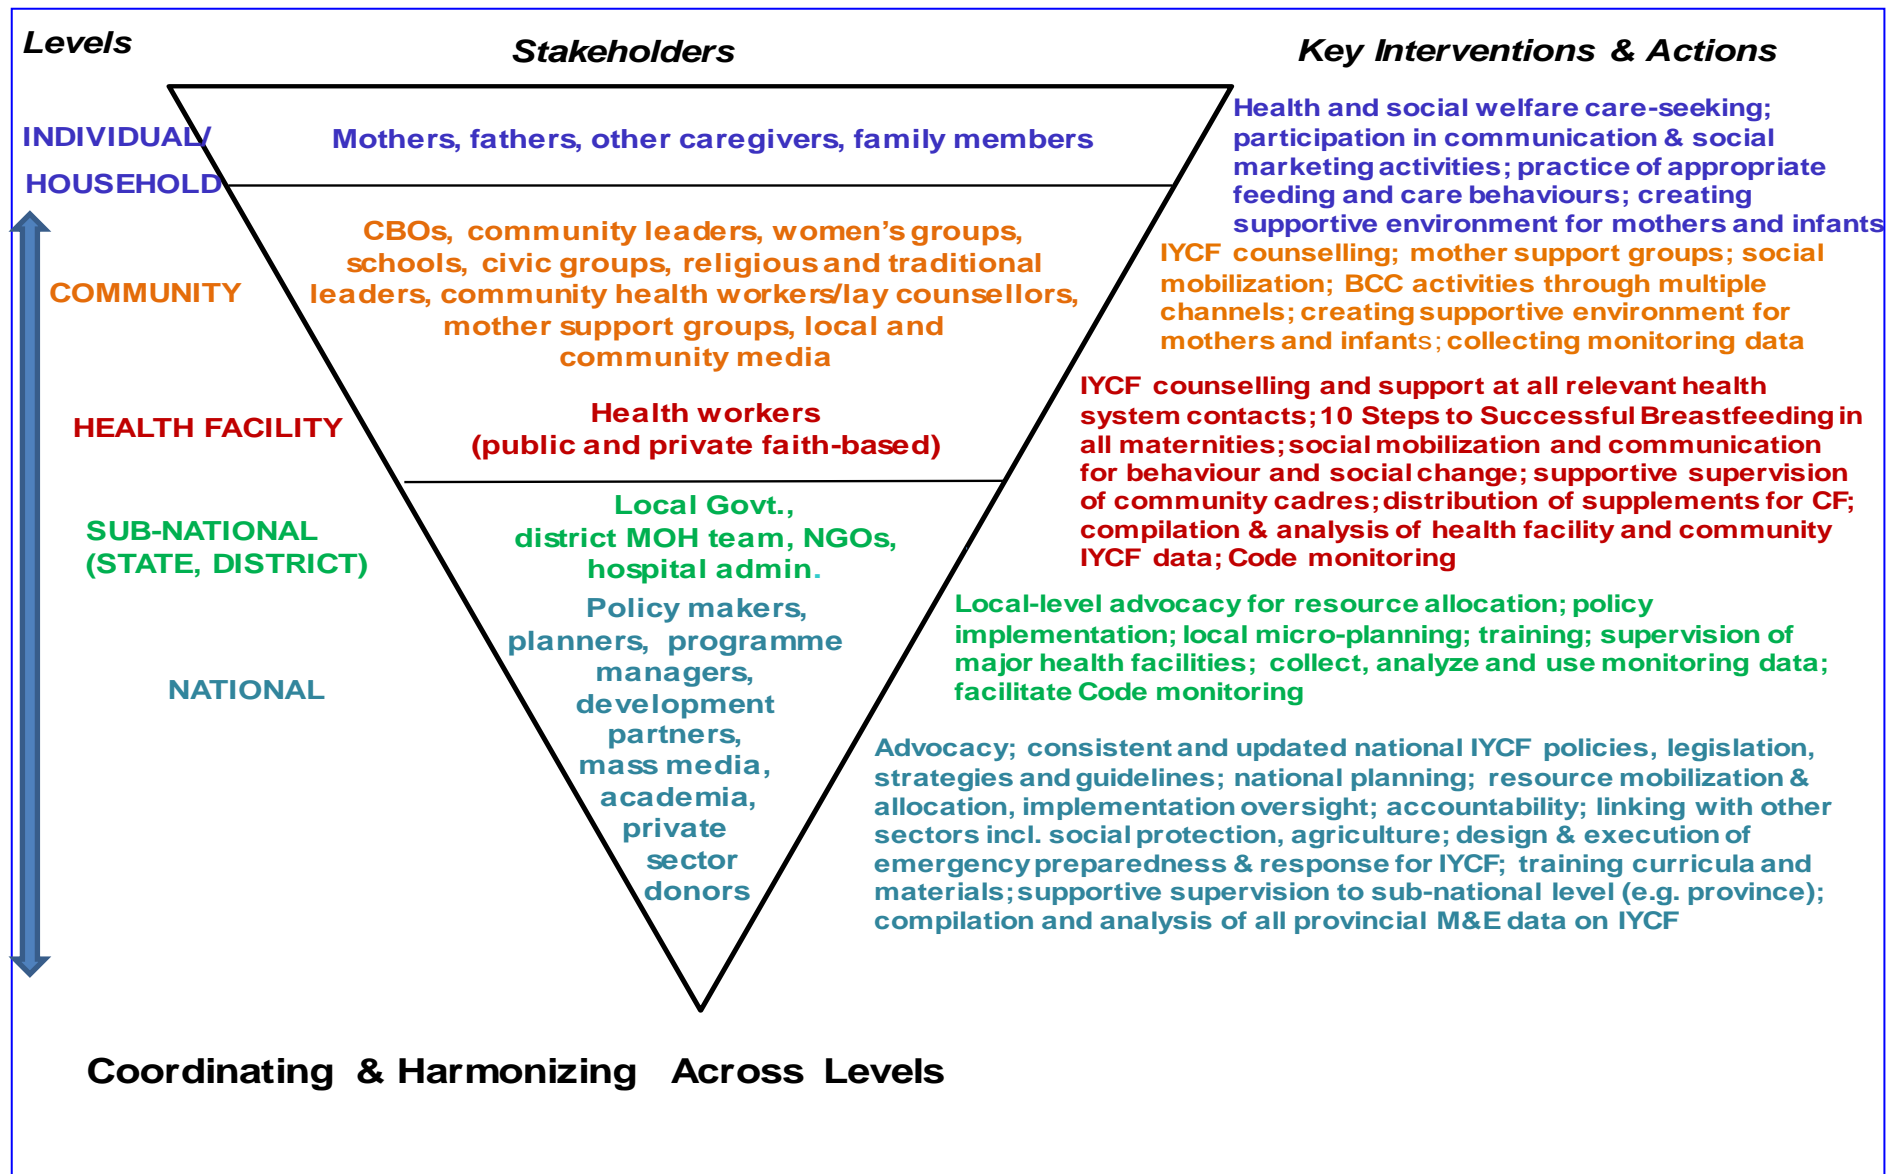 Levels
Stakeholders
Key Interventions & Actions
INDIVIDUAL/
HOUSEHOLD
Mothers, fathers, other caregivers, family members
Health and social welfare care-seeking;
participation in communication & social
marketing activities; practice of appropriate
feeding and care behaviours; creating
supportive environment for mothers and infants
COMMUNITY
CBOs, community leaders, women's groups,
schools, civic groups, religious and traditional
leaders, community health workers/lay counsellors,
mother support groups, local and
community media
IYCF counselling; mother support groups; social
mobilization; BCC activities through multiple
channels; creating supportive environment for
mothers and infants; collecting monitoring data
HEALTH FACILITY
Health workers
(public and private faith-based)
IYCF counselling and support at all relevant health
system contacts; 10 Steps to Successful Breastfeeding in
all maternities; social mobilization and communication
for behaviour and social change; supportive supervision
of community cadres; distribution of supplements for CF;
compilation & analysis of health facility and community
IYCF data; Code monitoring
SUB-NATIONAL
(STATE, DISTRICT)
Local Govt.,
district MOH team, NGOs,
hospital admin.
Local-level advocacy for resource allocation; policy
implementation; local micro-planning; training; supervision of
major health facilities; collect, analyze and use monitoring data;
facilitate Code monitoring
NATIONAL
Policy makers,
planners, programme
managers,
development
partners,
mass media,
academia,
private
sector
donors
Advocacy; consistent and updated national IYCF policies, legislation,
strategies and guidelines; national planning; resource mobilization &
allocation, implementation oversight; accountability; linking with other
sectors incl. social protection, agriculture; design & execution of
emergency preparedness & response for IYCF; training curricula and
materials; supportive supervision to sub-national level (e.g. province);
compilation and analysis of all provincial M&E data on IYCF
Coordinating & Harmonizing Across Levels